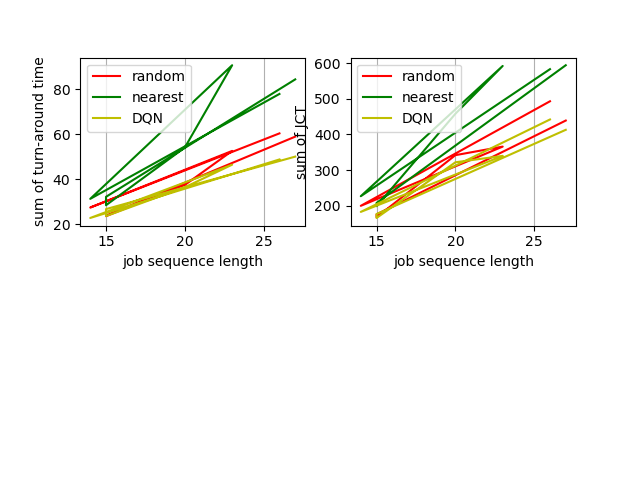 sum of turn-around time
80
60
40
20
random
nearest
DQN
15
20
25
job sequence length
sum of JCT
600
500
400
300
200
random
nearest
DQN
15
20
25
job sequence length